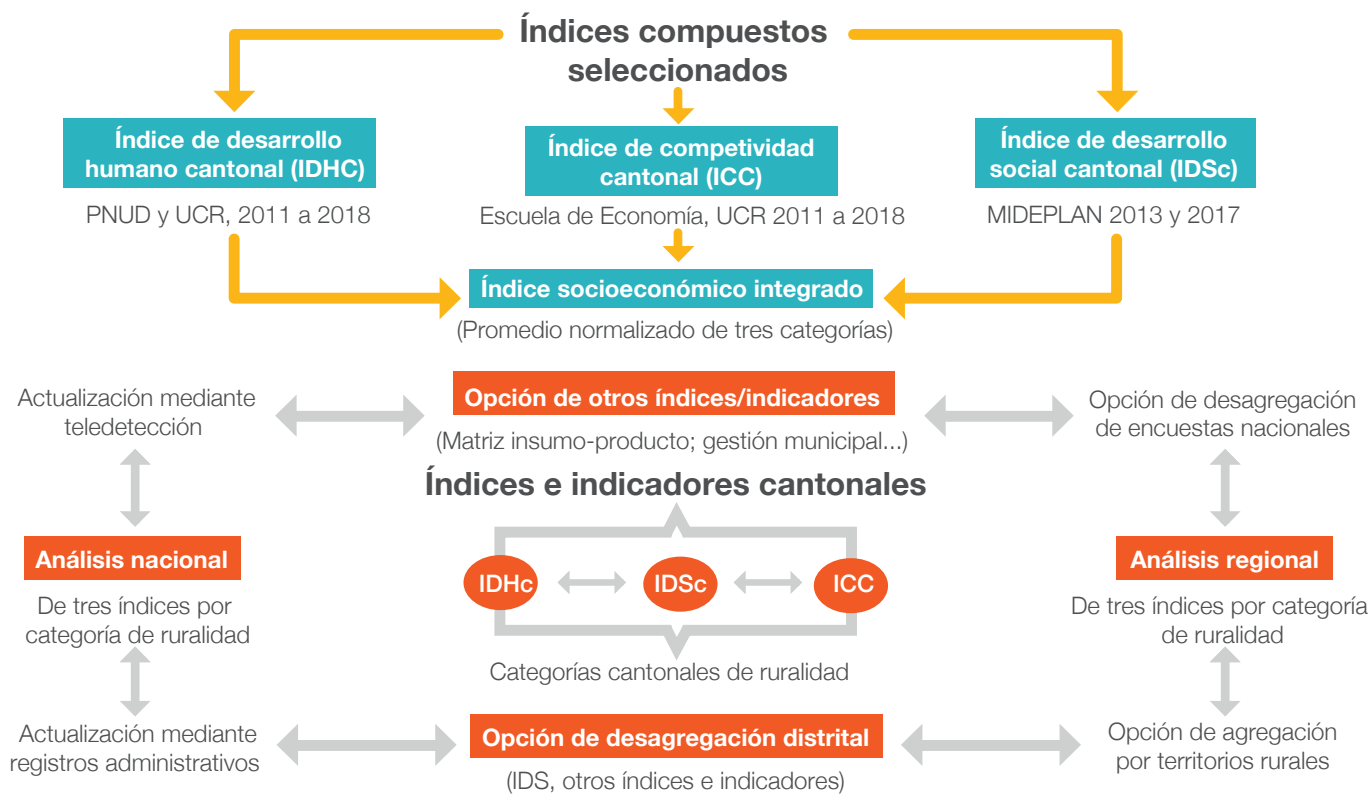 Índices compuestos
seleccionados
Índice de desarrollo
humano cantonal (IDHC)
PNUD y UCR, 2011 a 2018
Índice de competividad
cantonal (ICC)
Escuela de Economía, UCR 2011 a 2018
Índice de desarrollo
social cantonal (IDSc)
MIDEPLAN 2013 y 2017
Índice socioeconómico integrado
(Promedio normalizado de tres categorías)
Actualización mediante
teledetección
Opción de otros índices/indicadores
(Matriz insumo-producto; gestión municipal...)
Opción de desagregación
de encuestas nacionales
Índices e indicadores cantonales
Análisis nacional
De tres índices por
categoría de ruralidad
IDHc
IDSc
ICC
Categorías cantonales de ruralidad
Análisis regional
De tres índices por categoría
de ruralidad
Actualización mediante
registros administrativos
Opción de desagregación distrital
(IDS, otros índices e indicadores)
Opción de agregación
por territorios rurales